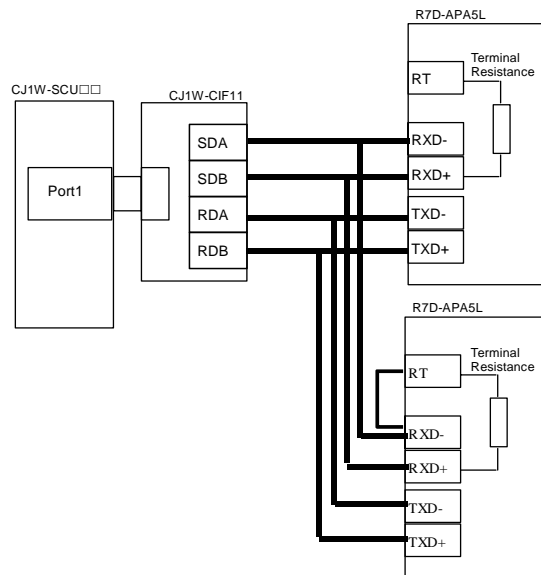 R7D-APA5L
Terminal
Resistance
RT
RXD-
RXD+
TXD-
TXD+
CJ1W-SCU□□
Port1
CJ1W-CIF11
SDA
SDB
RDA
RDB
R7D-APA5L
Terminal
Resistance
RT
RXD-
RXD+
TXD-
TXD+